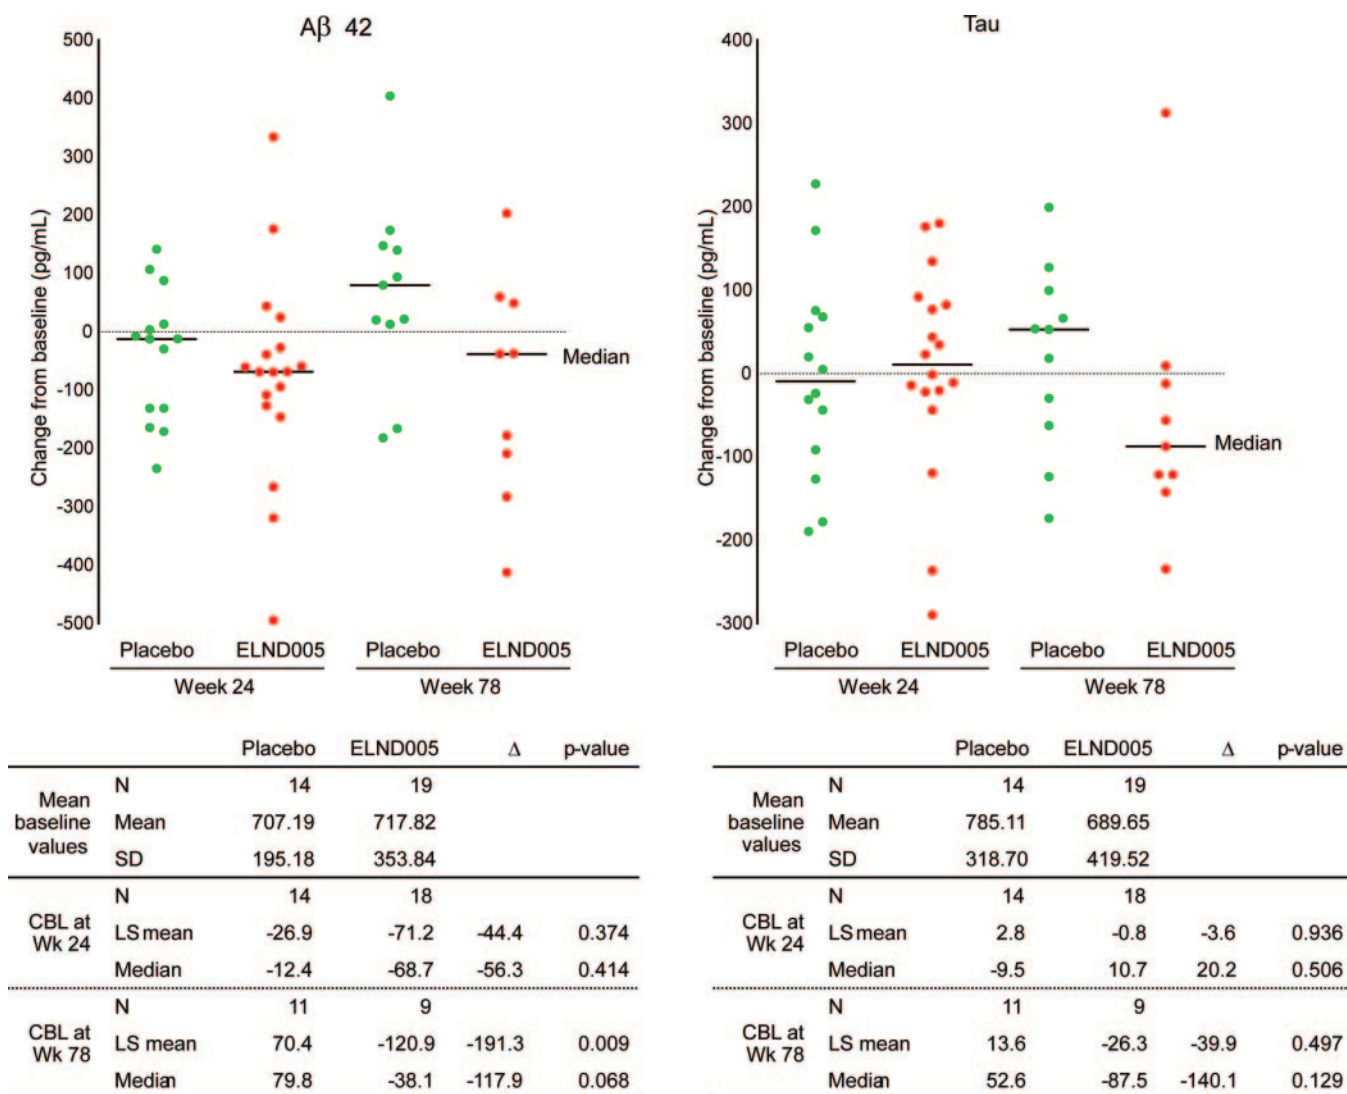 Aβ 42
500
400
300
200
100
0
-100
-200
-300
-400
-500
Change from baseline (pg/mL)
Median
Placebo ELND005 Placebo ELND005
Week 24 Week 78
Tau
400
300
200
100
0
-100
-200
-300
Change from baseline (pg/mL)
Median
Placebo ELND005 Placebo ELND005
Week 24 Week 78
Placebo ELND005 Δ p-value
Mean baseline values
N 14 19
Mean 707.19 717.82
SD 195.18 353.84
CBL at Wk 24
N 14 18
LS mean -26.9 -71.2 -44.4 0.374
Median -12.4 -68.7 -56.3 0.414
CBL at Wk 78
N 11 9
LS mean 70.4 -120.9 -191.3 0.009
Median 79.8 -38.1 -117.9 0.068
Placebo ELND005 Δ p-value
Mean baseline values
N 14 19
Mean 785.11 689.65
SD 318.70 419.52
CBL at Wk 24
N 14 18
LS mean 2.8 -0.8 -3.6 0.936
Median -9.5 10.7 20.2 0.506
CBL at Wk 78
N 11 9
LS mean 13.6 -26.3 -39.9 0.497
Median 52.6 -87.5 -140.1 0.129